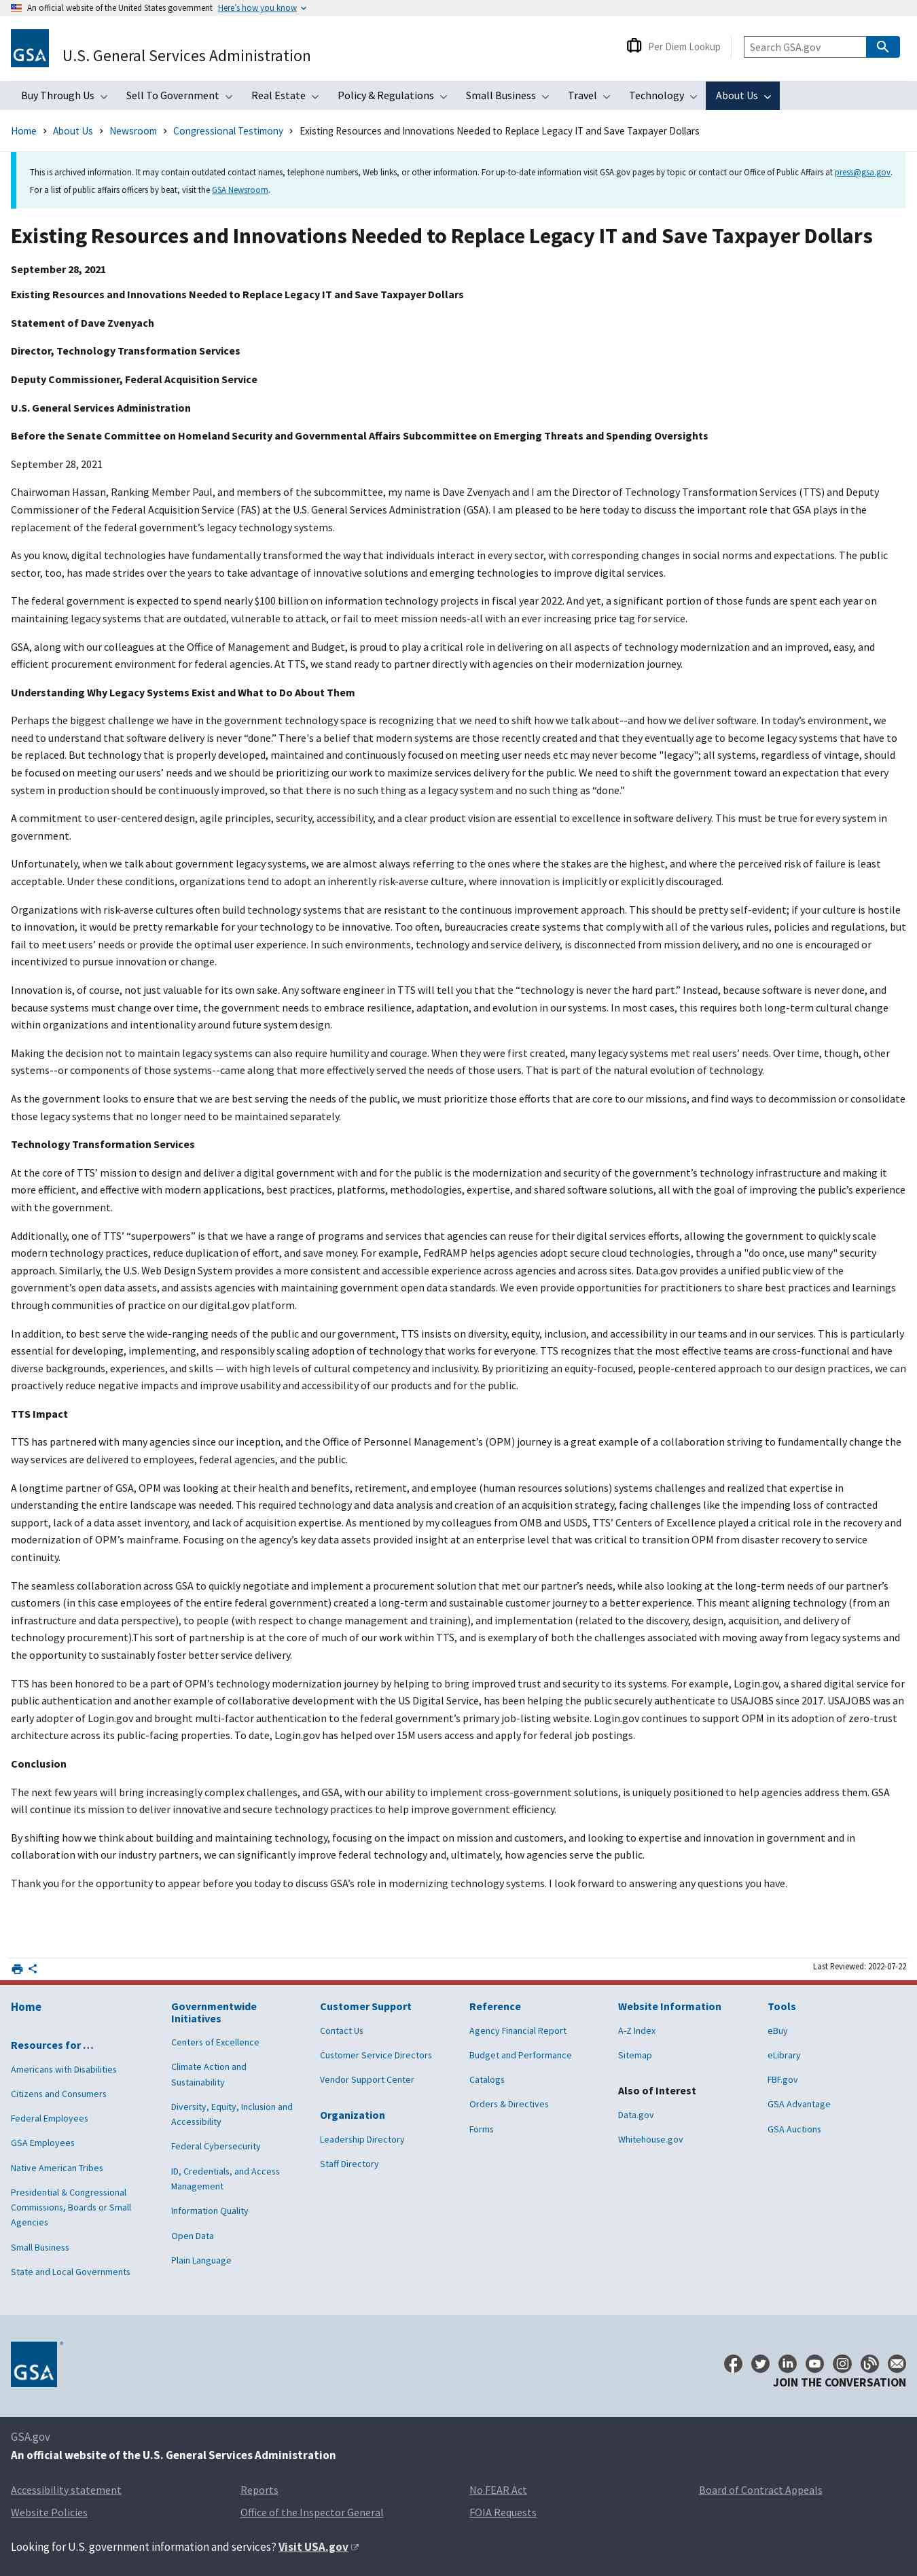 An official website of the United States government Here's how you know
GSA
U.S. General Services Administration
Per Diem Lookup
Search GSA.gov
Buy Through Us
Sell To Government
Real Estate
Policy & Regulations
Small Business
Travel
Technology
About Us
Home > About Us > Newsroom > Congressional Testimony > Existing Resources and Innovations Needed to Replace Legacy IT and Save Taxpayer Dollars
This is archived information. It may contain outdated contact names, telephone numbers, Web links, or other information. For up-to-date information visit GSA.gov pages by topic or contact our Office of Public Affairs at press@gsa.gov.
For a list of public affairs officers by beat, visit the GSA Newsroom.
Existing Resources and Innovations Needed to Replace Legacy IT and Save Taxpayer Dollars
September 28, 2021
Existing Resources and Innovations Needed to Replace Legacy IT and Save Taxpayer Dollars
Statement of Dave Zvenyach
Director, Technology Transformation Services
Deputy Commissioner, Federal Acquisition Service
U.S. General Services Administration
Before the Senate Committee on Homeland Security and Governmental Affairs Subcommittee on Emerging Threats and Spending Oversights
September 28, 2021
Chairwoman Hassan, Ranking Member Paul, and members of the subcommittee, my name is Dave Zvenyach and I am the Director of Technology Transformation Services (TTS) and Deputy
Commissioner of the Federal Acquisition Service (FAS) at the U.S. General Services Administration (GSA). I am pleased to be here today to discuss the important role that GSA plays in the
replacement of the federal government's legacy technology systems.
As you know, digital technologies have fundamentally transformed the way that individuals interact in every sector, with corresponding changes in social norms and expectations. The public
sector, too, has made strides over the years to take advantage of innovative solutions and emerging technologies to improve digital services.
The federal government is expected to spend nearly $100 billion on information technology projects in fiscal year 2022. And yet, a significant portion of those funds are spent each year on
maintaining legacy systems that are outdated, vulnerable to attack, or fail to meet mission needs-all with an ever increasing price tag for service.
GSA, along with our colleagues at the Office of Management and Budget, is proud to play a critical role in delivering on all aspects of technology modernization and an improved, easy, and
efficient procurement environment for federal agencies. At TTS, we stand ready to partner directly with agencies on their modernization journey.
Understanding Why Legacy Systems Exist and What to Do About Them
Perhaps the biggest challenge we have in the government technology space is recognizing that we need to shift how we talk about--and how we deliver software. In today's environment, we
need to understand that software delivery is never "done." There's a belief that modern systems are those recently created and that they eventually age to become legacy systems that have to
be replaced. But technology that is properly developed, maintained and continuously focused on meeting user needs etc may never become "legacy"; all systems, regardless of vintage, should
be focused on meeting our users' needs and we should be prioritizing our work to maximize services delivery for the public. We need to shift the government toward an expectation that every
system in production should be continuously improved, so that there is no such thing as a legacy system and no such thing as "done."
A commitment to user-centered design, agile principles, security, accessibility, and a clear product vision are essential to excellence in software delivery. This must be true for every system in
government.
Unfortunately, when we talk about government legacy systems, we are almost always referring to the ones where the stakes are the highest, and where the perceived risk of failure is least
acceptable. Under these conditions, organizations tend to adopt an inherently risk-averse culture, where innovation is implicitly or explicitly discouraged.
Organizations with risk-averse cultures often build technology systems that are resistant to the continuous improvement approach. This should be pretty self-evident; if your culture is hostile
to innovation, it would be pretty remarkable for your technology to be innovative. Too often, bureaucracies create systems that comply with all of the various rules, policies and regulations, but
fail to meet users' needs or provide the optimal user experience. In such environments, technology and service delivery, is disconnected from mission delivery, and no one is encouraged or
incentivized to pursue innovation or change.
Innovation is, of course, not just valuable for its own sake. Any software engineer in TTS will tell you that the "technology is never the hard part." Instead, because software is never done, and
because systems must change over time, the government needs to embrace resilience, adaptation, and evolution in our systems. In most cases, this requires both long-term cultural change
within organizations and intentionality around future system design.
Making the decision not to maintain legacy systems can also require humility and courage. When they were first created, many legacy systems met real users' needs. Over time, though, other
systems--or components of those systems--came along that more effectively served the needs of those users. That is part of the natural evolution of technology.
As the government looks to ensure that we are best serving the needs of the public, we must prioritize those efforts that are core to our missions, and find ways to decommission or consolidate
those legacy systems that no longer need to be maintained separately.
Technology Transformation Services
At the core of TTS' mission to design and deliver a digital government with and for the public is the modernization and security of the government's technology infrastructure and making it
more efficient, and effective with modern applications, best practices, platforms, methodologies, expertise, and shared software solutions, all with the goal of improving the public's experience
with the government.
Additionally, one of TTS' "superpowers" is that we have a range of programs and services that agencies can reuse for their digital services efforts, allowing the government to quickly scale
modern technology practices, reduce duplication of effort, and save money. For example, FedRAMP helps agencies adopt secure cloud technologies, through a "do once, use many" security
approach. Similarly, the U.S. Web Design System provides a more consistent and accessible experience across agencies and across sites. Data.gov provides a unified public view of the
government's open data assets, and assists agencies with maintaining government open data standards. We even provide opportunities for practitioners to share best practices and learnings
through communities of practice on our digital.gov platform.
In addition, to best serve the wide-ranging needs of the public and our government, TTS insists on diversity, equity, inclusion, and accessibility in our teams and in our services. This is particularly
essential for developing, implementing, and responsibly scaling adoption of technology that works for everyone. TTS recognizes that the most effective teams are cross-functional and have
diverse backgrounds, experiences, and skills — with high levels of cultural competency and inclusivity. By prioritizing an equity-focused, people-centered approach to our design practices, we can
proactively reduce negative impacts and improve usability and accessibility of our products and for the public.
TTS Impact
TTS has partnered with many agencies since our inception, and the Office of Personnel Management's (OPM) journey is a great example of a collaboration striving to fundamentally change the
way services are delivered to employees, federal agencies, and the public.
A longtime partner of GSA, OPM was looking at their health and benefits, retirement, and employee (human resources solutions) systems challenges and realized that expertise in
understanding the entire landscape was needed. This required technology and data analysis and creation of an acquisition strategy, facing challenges like the impending loss of contracted
support, lack of a data asset inventory, and lack of acquisition expertise. As mentioned by my colleagues from OMB and USDS, TTS' Centers of Excellence played a critical role in the recovery and
modernization of OPM's mainframe. Focusing on the agency's key data assets provided insight at an enterprise level that was critical to transition OPM from disaster recovery to service
continuity.
The seamless collaboration across GSA to quickly negotiate and implement a procurement solution that met our partner's needs, while also looking at the long-term needs of our partner's
customers (in this case employees of the entire federal government) created a long-term and sustainable customer journey to a better experience. This meant aligning technology (from an
infrastructure and data perspective), to people (with respect to change management and training), and implementation (related to the discovery, design, acquisition, and delivery of
technology procurement).This sort of partnership is at the core of much of our work within TTS, and is exemplary of both the challenges associated with moving away from legacy systems and
the opportunity to sustainably foster better service delivery.
TTS has been honored to be a part of OPM's technology modernization journey by helping to bring improved trust and security to its systems. For example, Login.gov, a shared digital service for
public authentication and another example of collaborative development with the US Digital Service, has been helping the public securely authenticate to USAJOBS since 2017. USAJOBS was an
early adopter of Login.gov and brought multi-factor authentication to the federal government's primary job-listing website. Login.gov continues to support OPM in its adoption of zero-trust
architecture across its public-facing properties. To date, Login.gov has helped over 15M users access and apply for federal job postings.
Conclusion
The next few years will bring increasingly complex challenges, and GSA, with our ability to implement cross-government solutions, is uniquely positioned to help agencies address them. GSA
will continue its mission to deliver innovative and secure technology practices to help improve government efficiency.
By shifting how we think about building and maintaining technology, focusing on the impact on mission and customers, and looking to expertise and innovation in government and in
collaboration with our industry partners, we can significantly improve federal technology and, ultimately, how agencies serve the public.
Thank you for the opportunity to appear before you today to discuss GSA's role in modernizing technology systems. I look forward to answering any questions you have.
Last Reviewed: 2022-07-22
Home
Resources for …
Americans with Disabilities
Citizens and Consumers
Federal Employees
GSA Employees
Native American Tribes
Presidential & Congressional
Commissions, Boards or Small
Agencies
Small Business
State and Local Governments
Governmentwide
Initiatives
Centers of Excellence
Climate Action and
Sustainability
Diversity, Equity, Inclusion and
Accessibility
Federal Cybersecurity
ID, Credentials, and Access
Management
Information Quality
Open Data
Plain Language
Customer Support
Contact Us
Customer Service Directors
Vendor Support Center
Organization
Leadership Directory
Staff Directory
Reference
Agency Financial Report
Budget and Performance
Catalogs
Orders & Directives
Forms
Website Information
A-Z Index
Sitemap
Also of Interest
Data.gov
Whitehouse.gov
Tools
eBuy
eLibrary
FBF.gov
GSA Advantage
GSA Auctions
GSA®
JOIN THE CONVERSATION
GSA.gov
An official website of the U.S. General Services Administration
Accessibility statement
Reports
No FEAR Act
Board of Contract Appeals
Website Policies
Office of the Inspector General
FOIA Requests
Looking for U.S. government information and services? Visit USA.gov